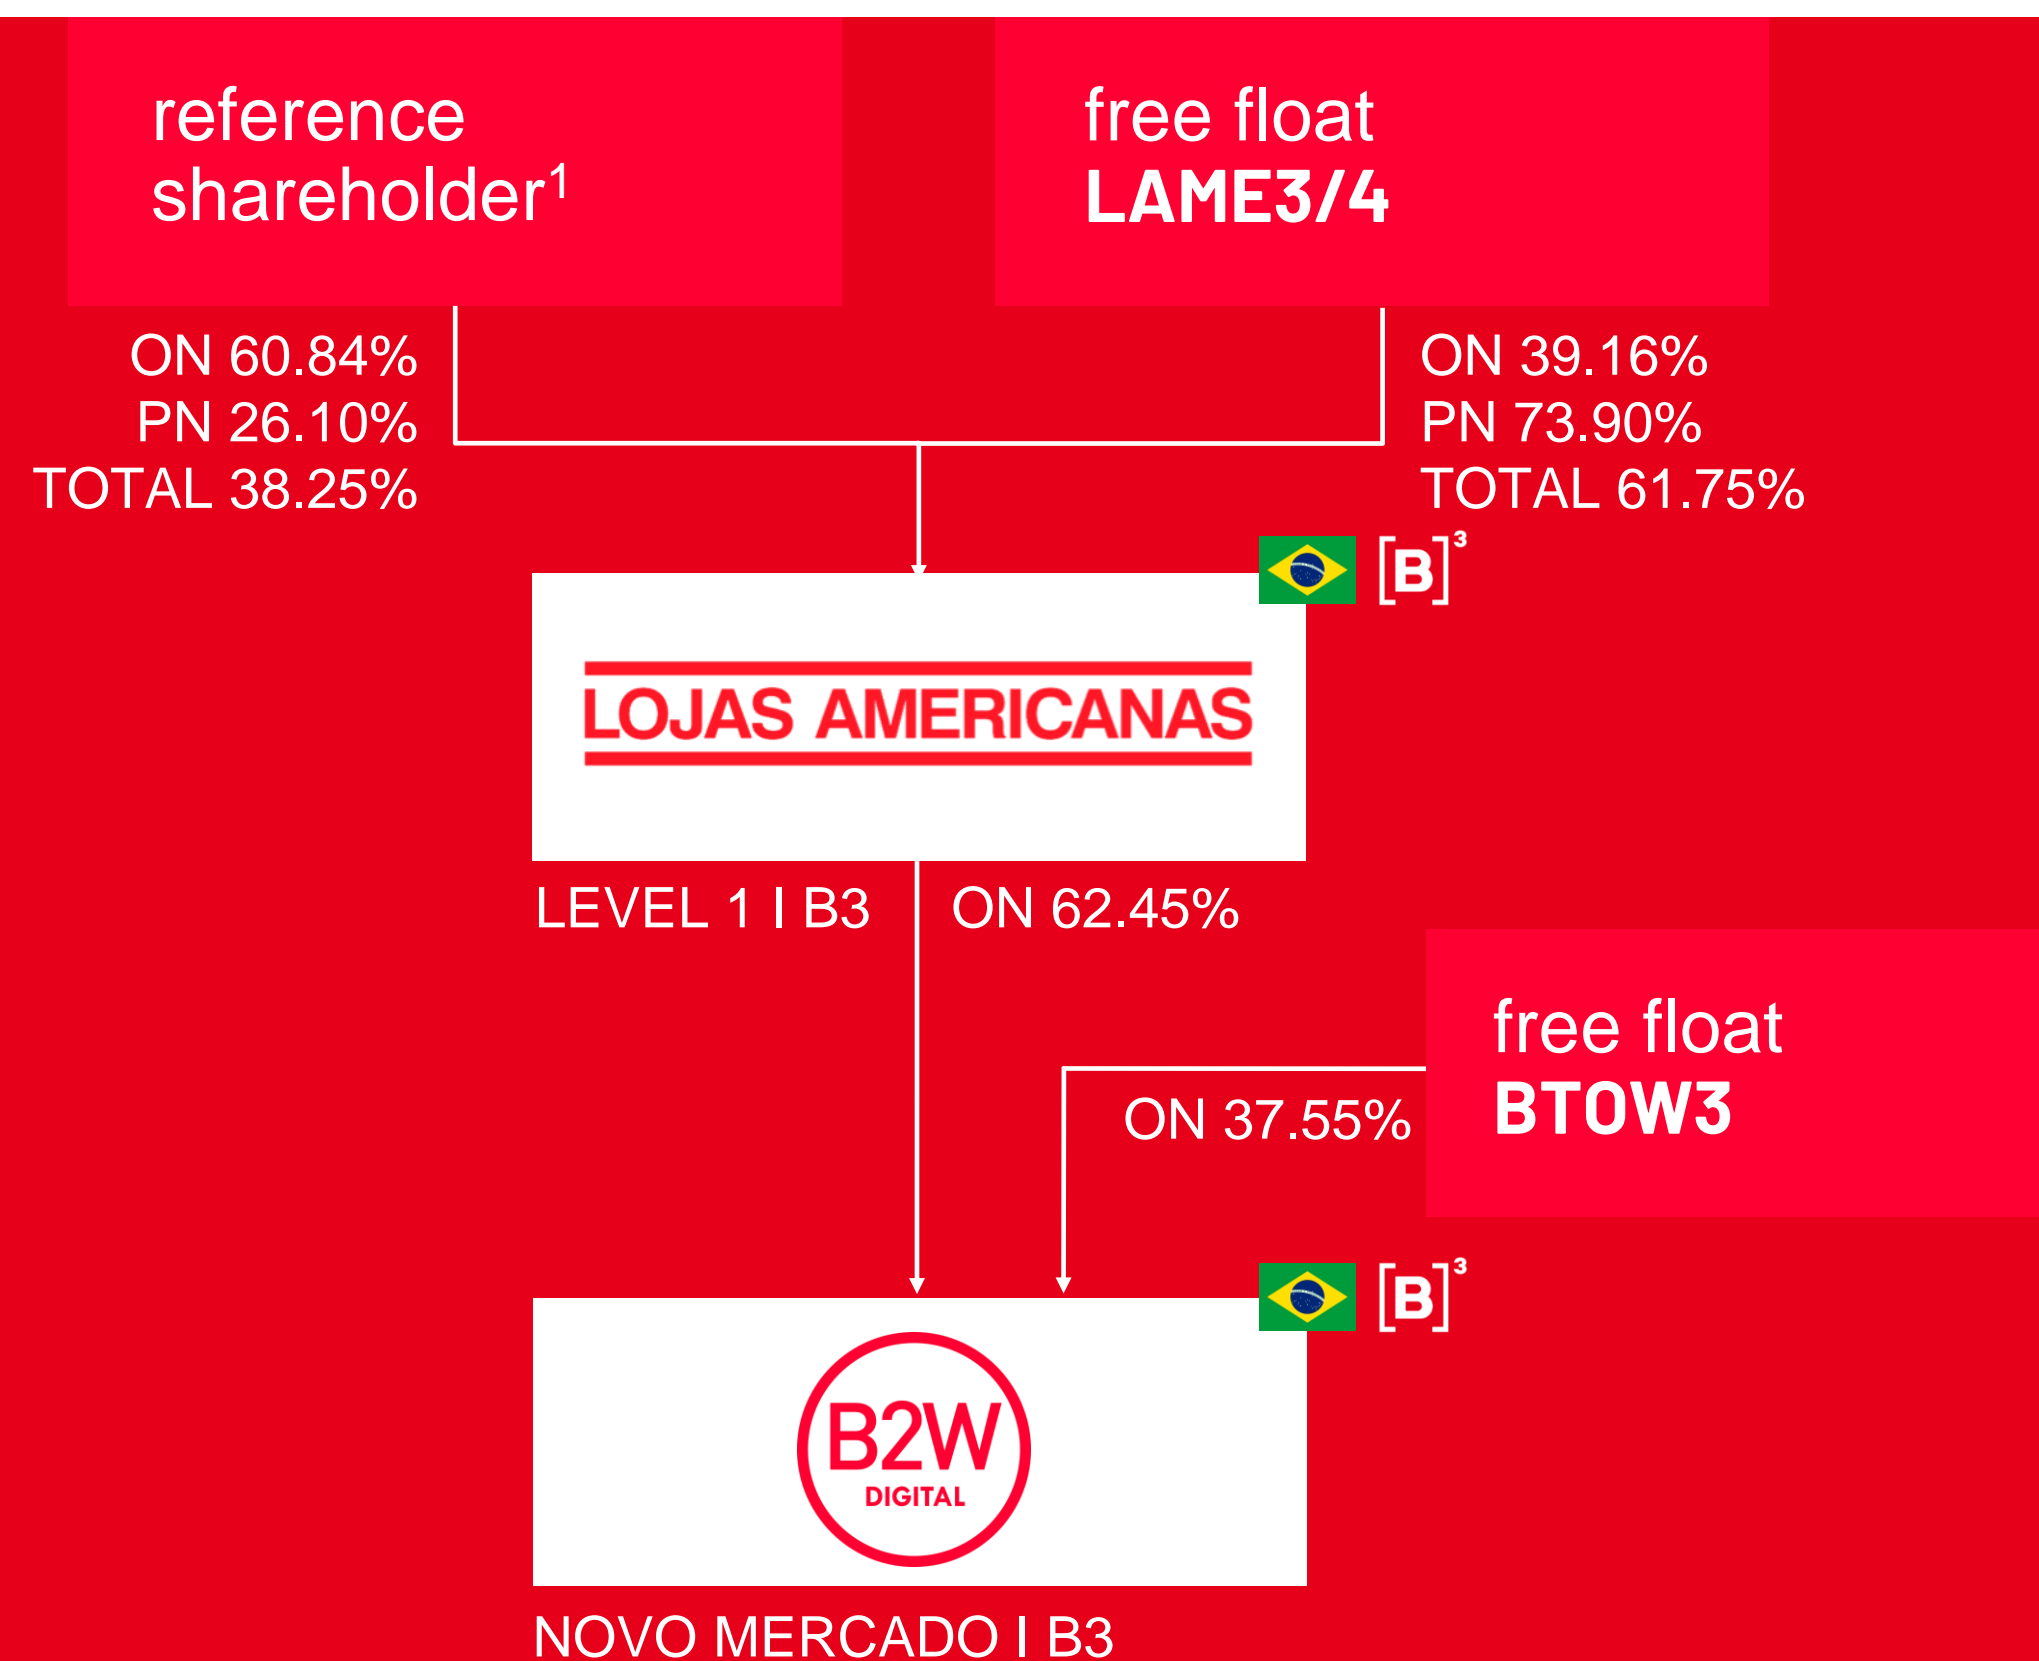 reference
shareholder¹
free float
LAME3/4
ON 60.84%
PN 26.10%
TOTAL 38.25%
ON 39.16%
PN 73.90%
TOTAL 61.75%
[B]³
LOJAS AMERICANAS
LEVEL 1 I B3
ON 62.45%
free float
BTOW3
ON 37.55%
[B]³
B2W
DIGITAL
NOVO MERCADO I B3